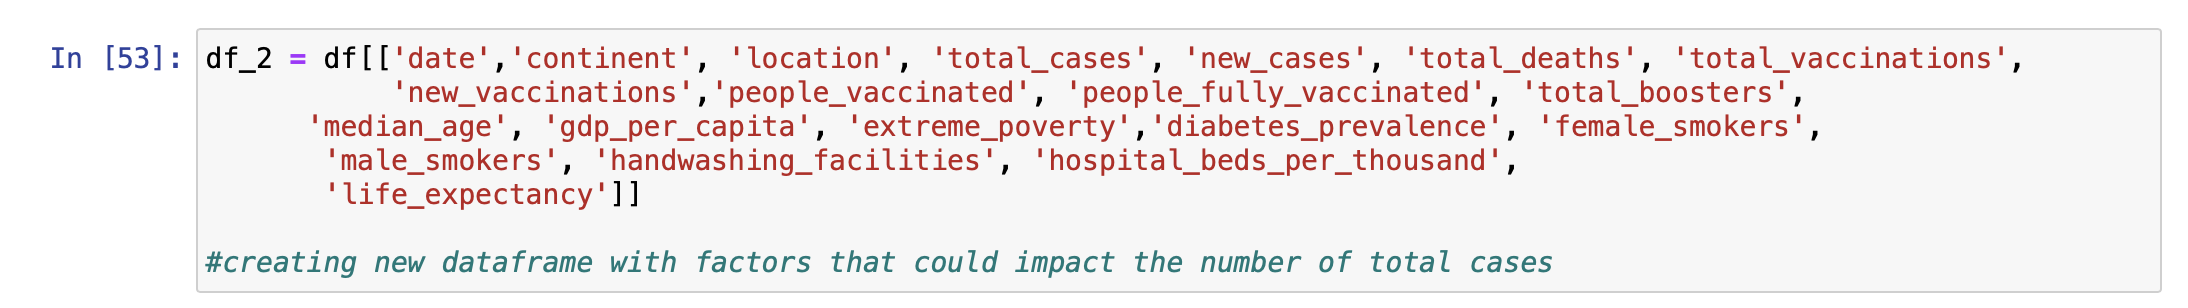 In [53]: df_2 = df[['date','continent', 'location', 'total_cases', 'new_cases', 'total_deaths', 'total_vaccinations',
'new_vaccinations','people_vaccinated', 'people_fully_vaccinated', 'total_boosters',
'median_age', 'gdp_per_capita', 'extreme_poverty','diabetes_prevalence', 'female_smokers',
'male_smokers', 'handwashing_facilities', 'hospital_beds_per_thousand',
'life_expectancy']]
#creating new dataframe with factors that could impact the number of total cases